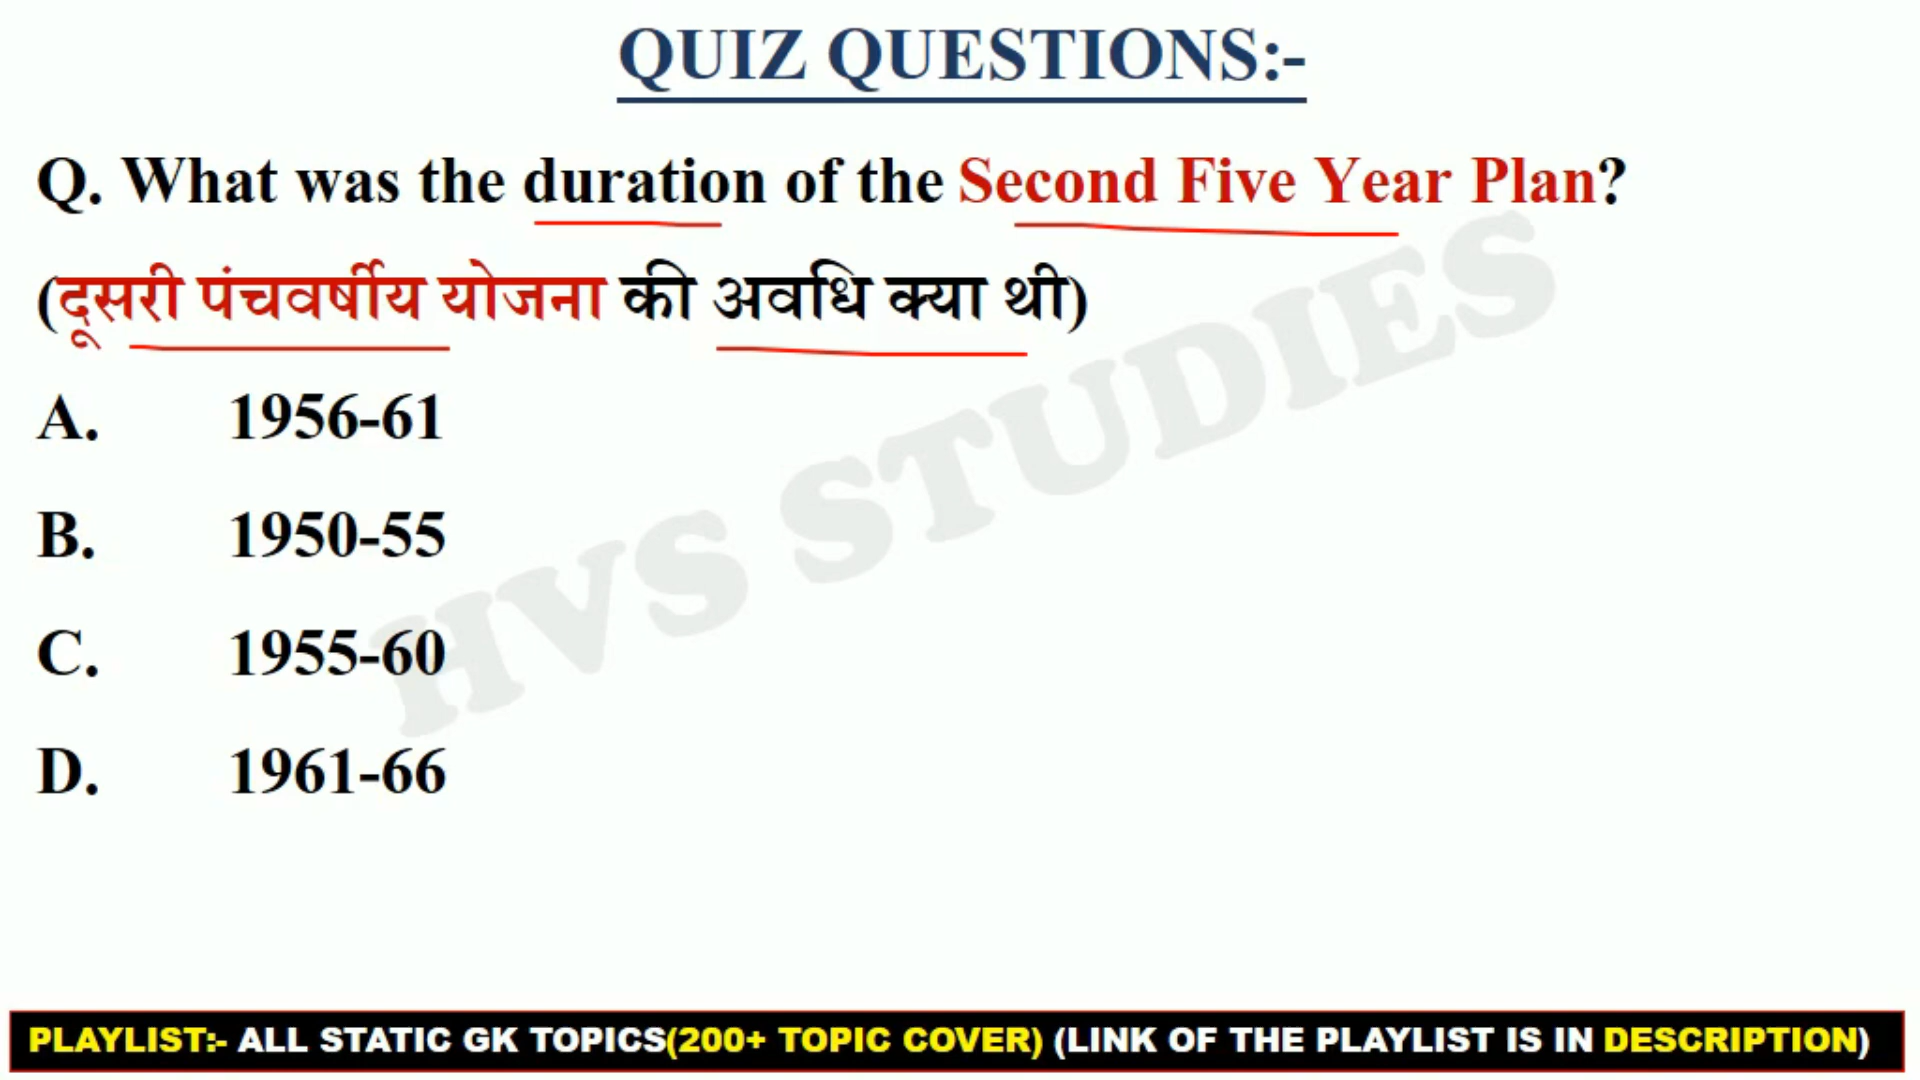 QUIZ QUESTIONS:-
Q. What was the duration of the Second Five Year Plan?
(दूसरी पंचवर्षीय योजना की अवधि क्या थी)
A. 1956-61
B. 1950-55
C. 1955-60
D. 1961-66
HVS STUDIES
PLAYLIST:- ALL STATIC GK TOPICS(200+ TOPIC COVER) (LINK OF THE PLAYLIST IS IN DESCRIPTION)